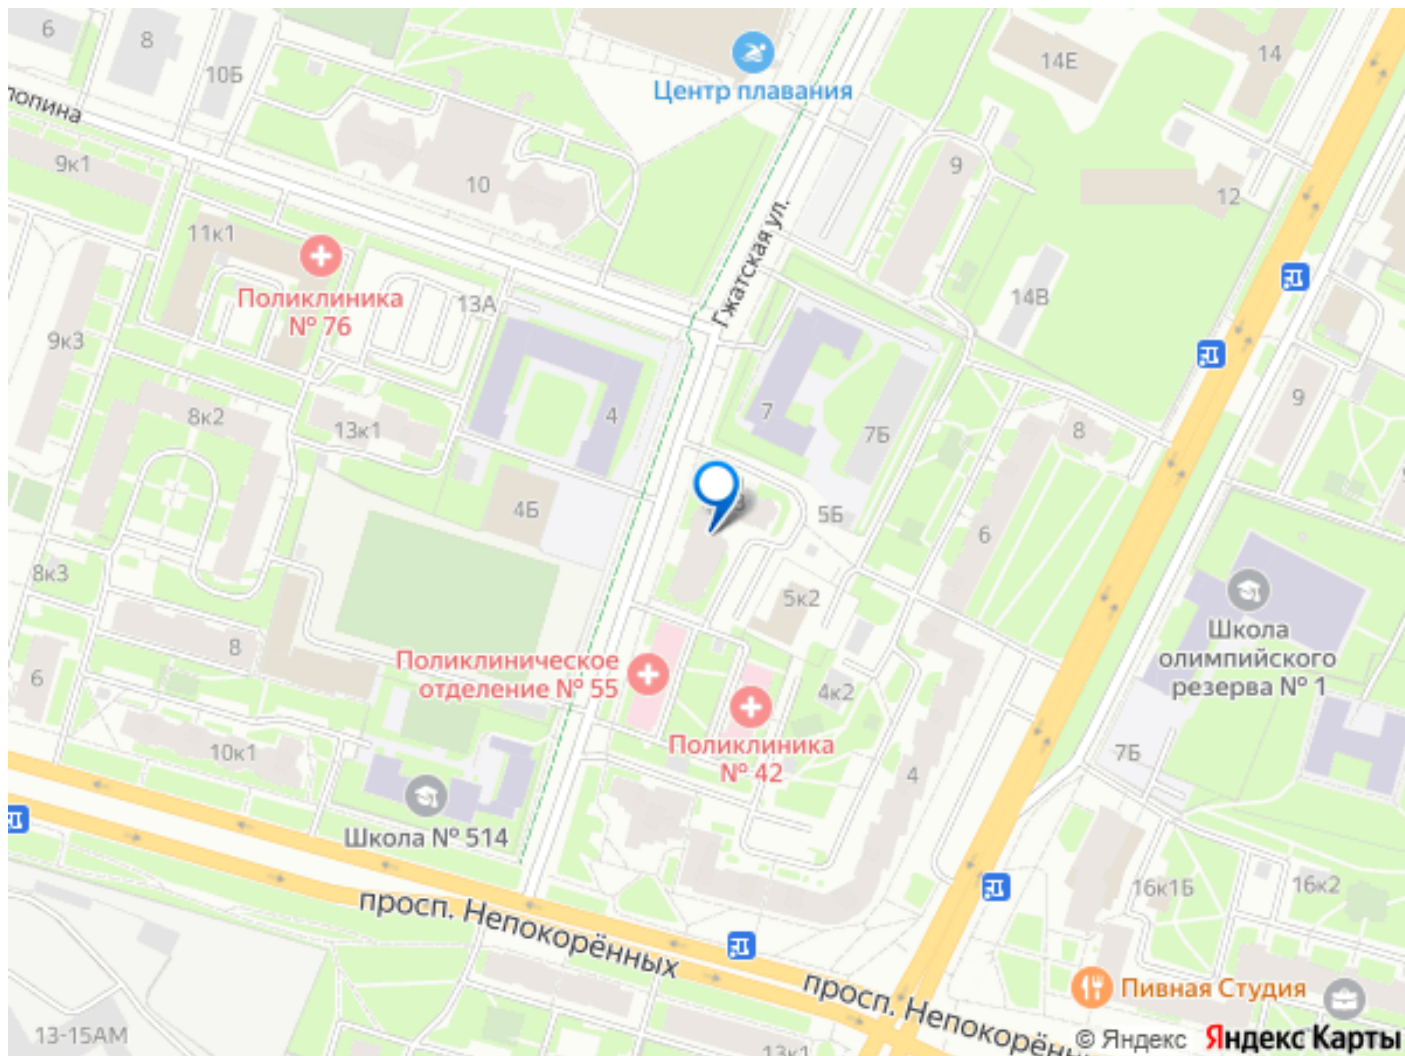 6
8
10Б
14Е
14
Центр плавания
9к1
10
9
12
11к1
Поликлиника
№ 76
13А
Гжатская ул.
14В
9к3
8к2
13к1
4
7
7Б
8
9
4Б
5Б
6
8к3
5к2
Школа
олимпийского
резерва № 1
8
6
Поликлиническое
отделение № 55
4к2
Поликлиника
№ 42
10к1
4
7Б
Школа № 514
16к1Б
16к2
просп. Непокорённых
просп. Непокорённых
Пивная Студия
13-15АМ
13к1
© Яндекс Яндекс Карты